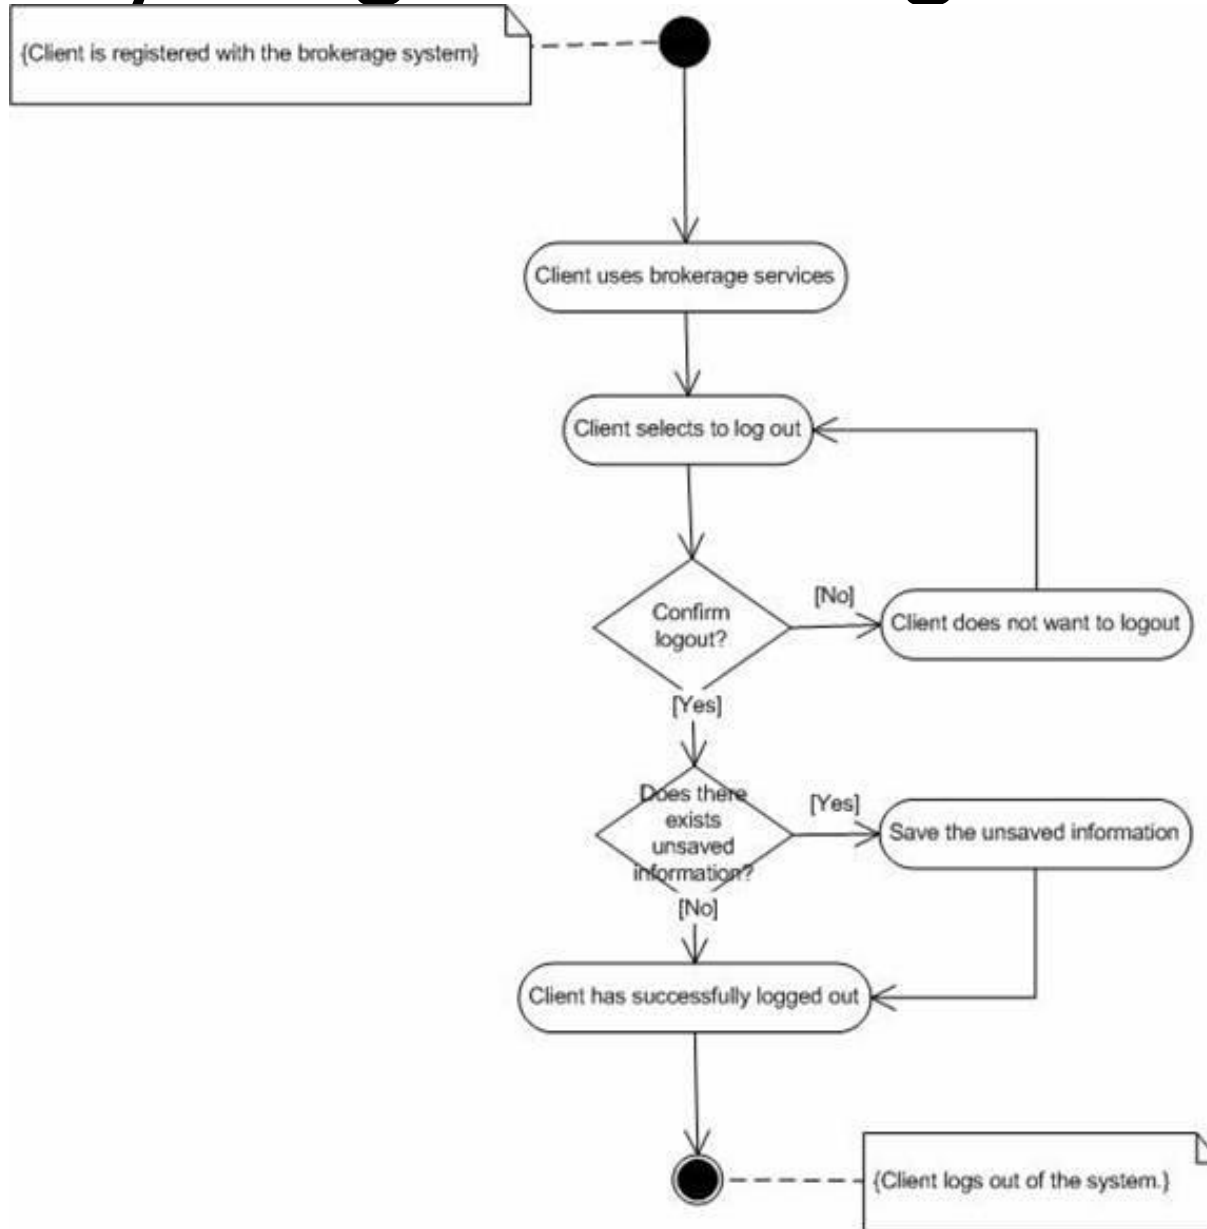 {Client is registered with the brokerage system}
Client uses brokerage services
Client selects to log out
Confirm
logout?
[No]
Client does not want to logout
[Yes]
Does there
exists
unsaved
information?
[Yes]
Save the unsaved information
[No]
Client has successfully logged out
{Client logs out of the system.}